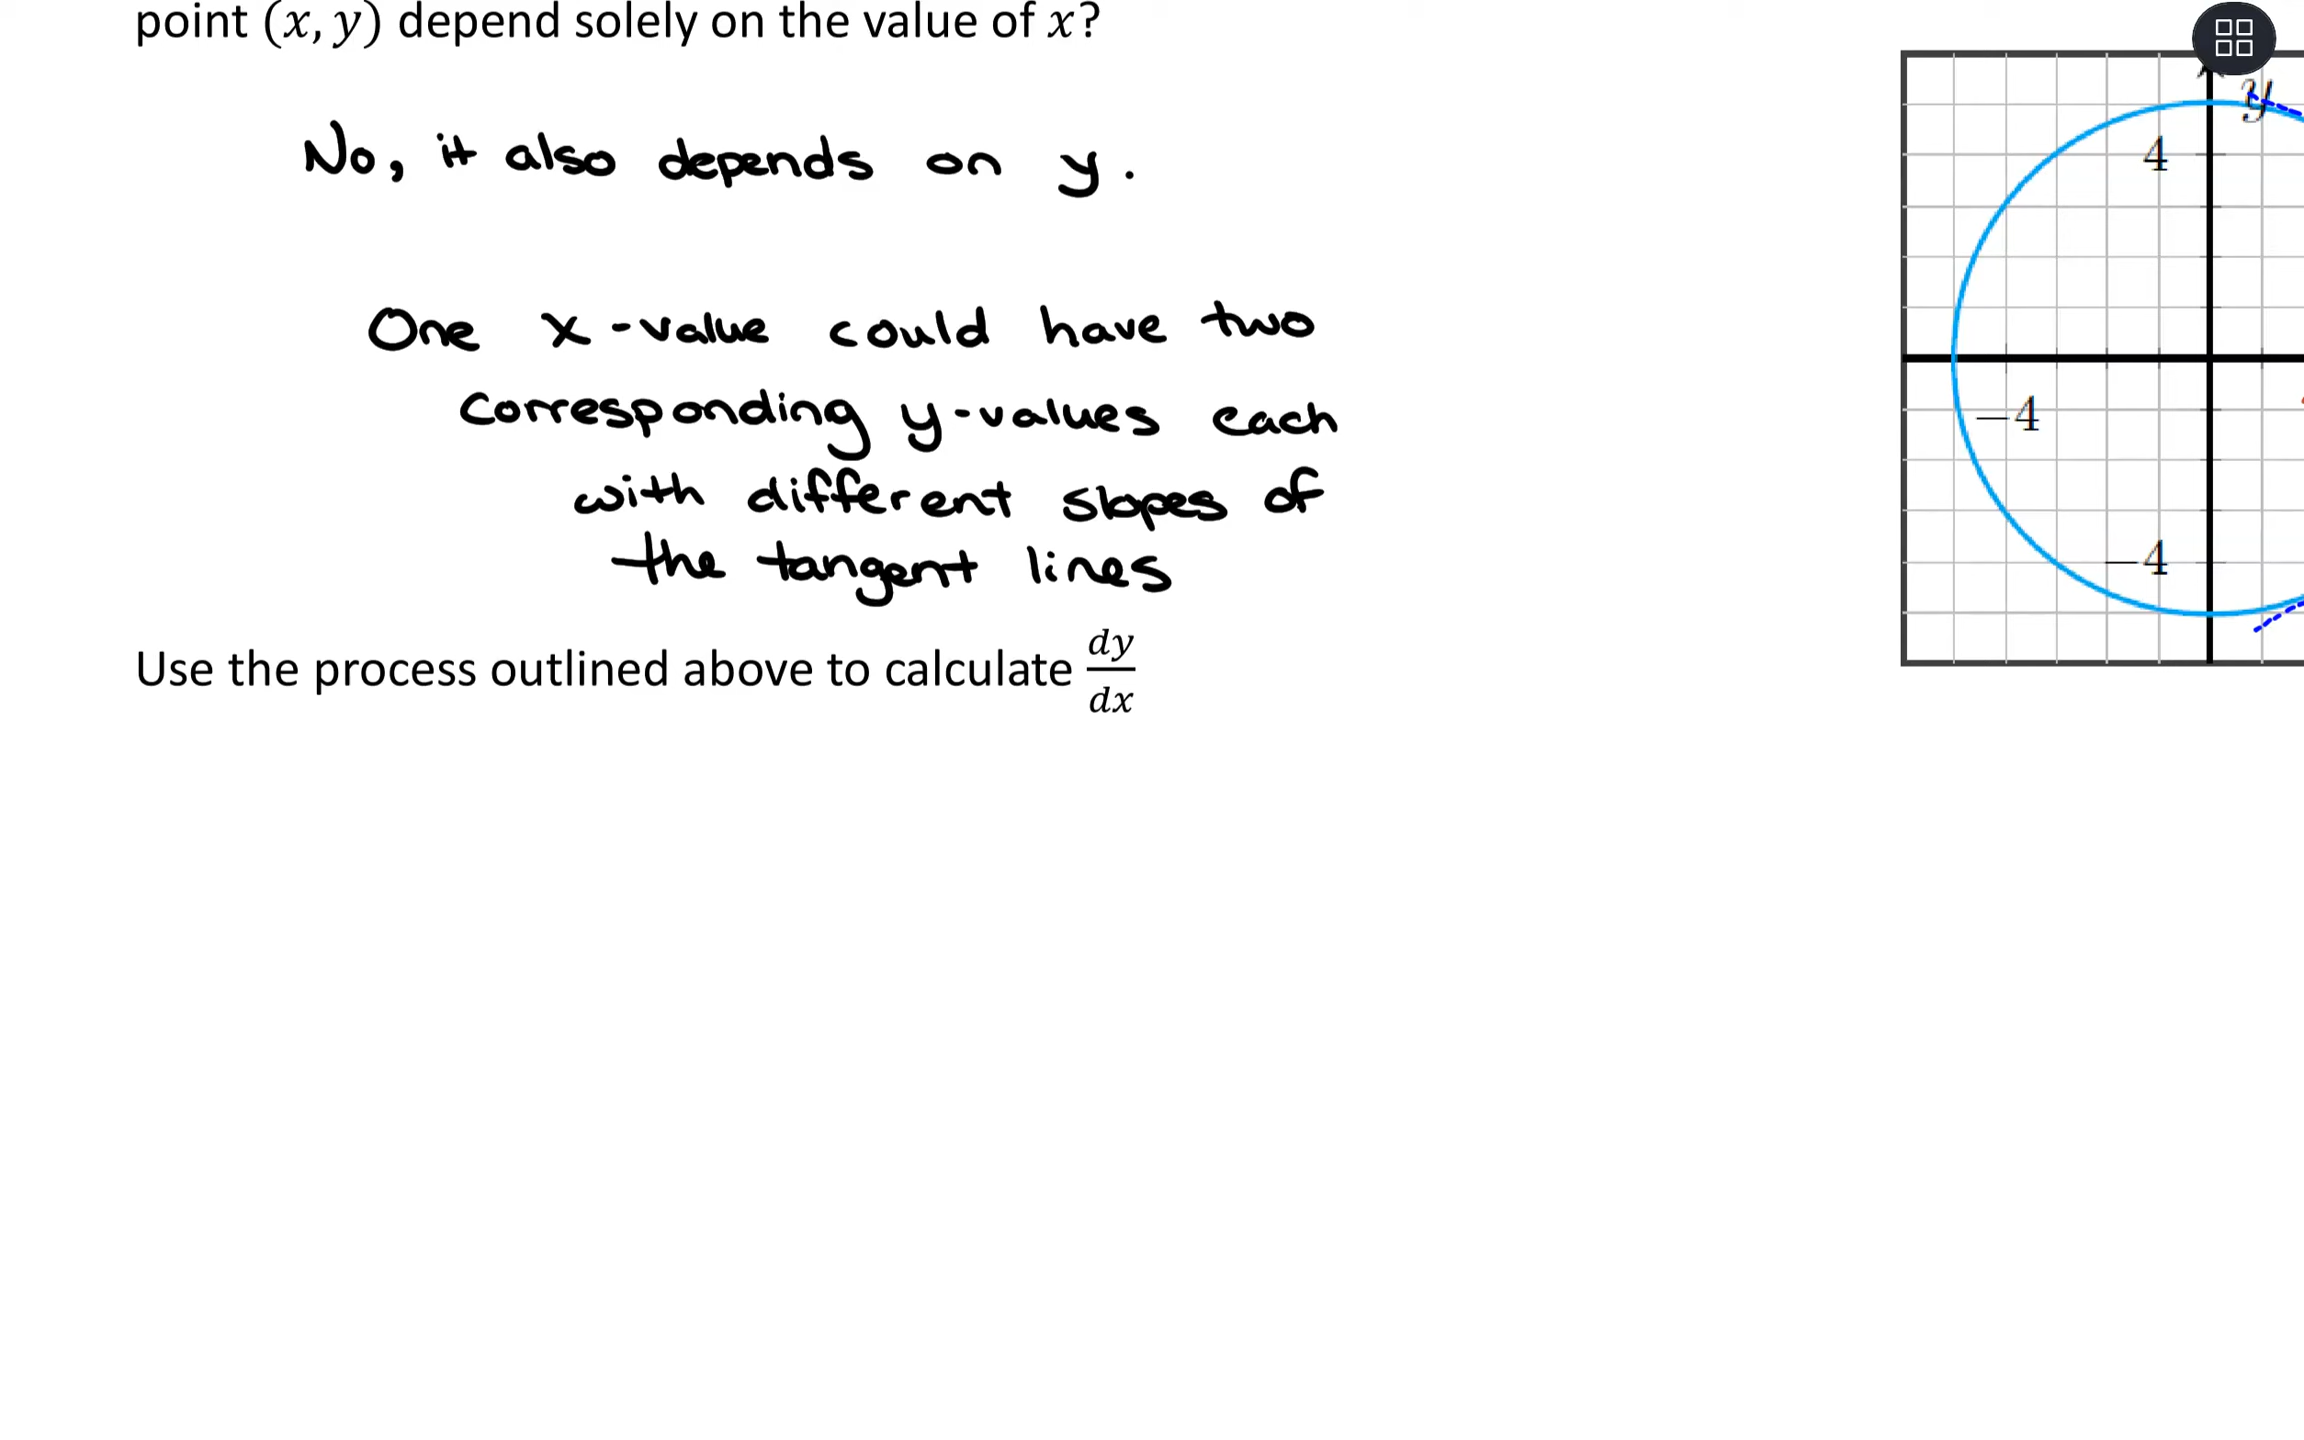 point (x, y) depend solely on the value of x?
No, it also depends on y.
One x-value could have two
corresponding y-values each
with different slopes of
the tangent lines
Use the process outlined above to calculate dy/dx
y
4
−4
−4